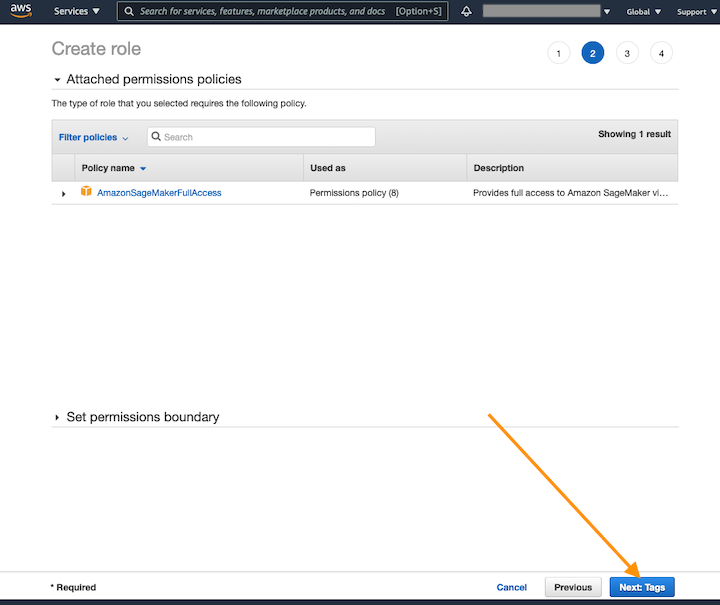 aws Services Search for services, features, marketplace products, and docs [Option+S] Global Support
Create role 1 2 3 4
Attached permissions policies
The type of role that you selected requires the following policy.
Filter policies Search Showing 1 result
Policy name Used as Description
AmazonSageMakerFullAccess Permissions policy (8) Provides full access to Amazon SageMaker vi...
Set permissions boundary
* Required Cancel Previous Next: Tags